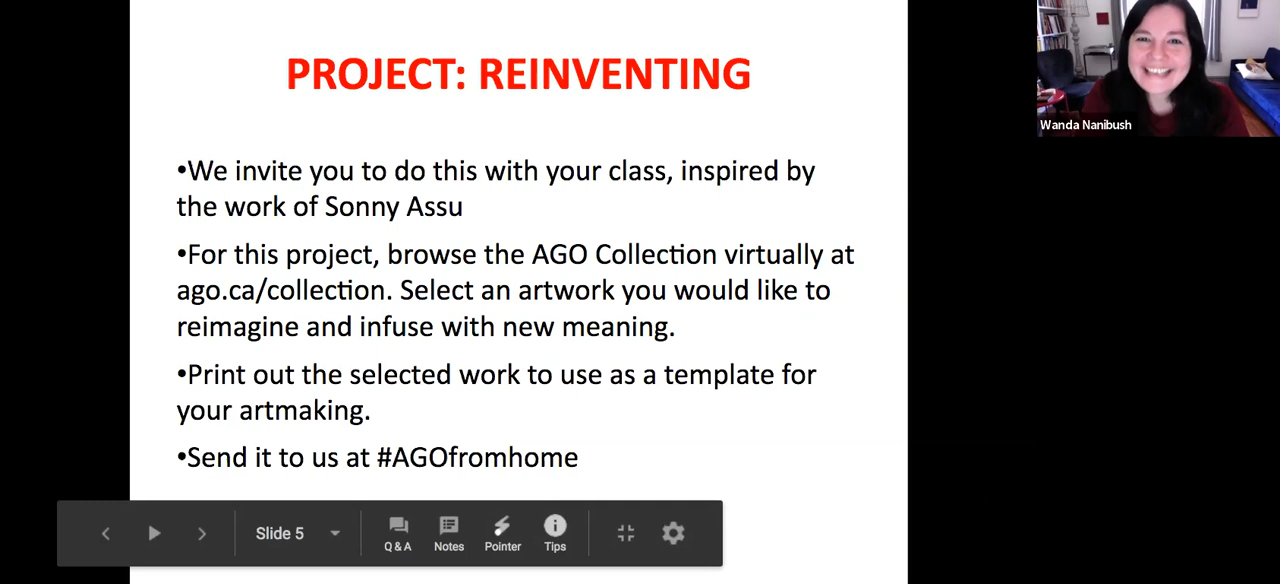 PROJECT: REINVENTING
Wanda Nanibush
•We invite you to do this with your class, inspired by
the work of Sonny Assu
•For this project, browse the AGO Collection virtually at
ago.ca/collection. Select an artwork you would like to
reimagine and infuse with new meaning.
•Print out the selected work to use as a template for
your artmaking.
•Send it to us at #AGOfromhome
Slide 5
Q & A Notes Pointer Tips